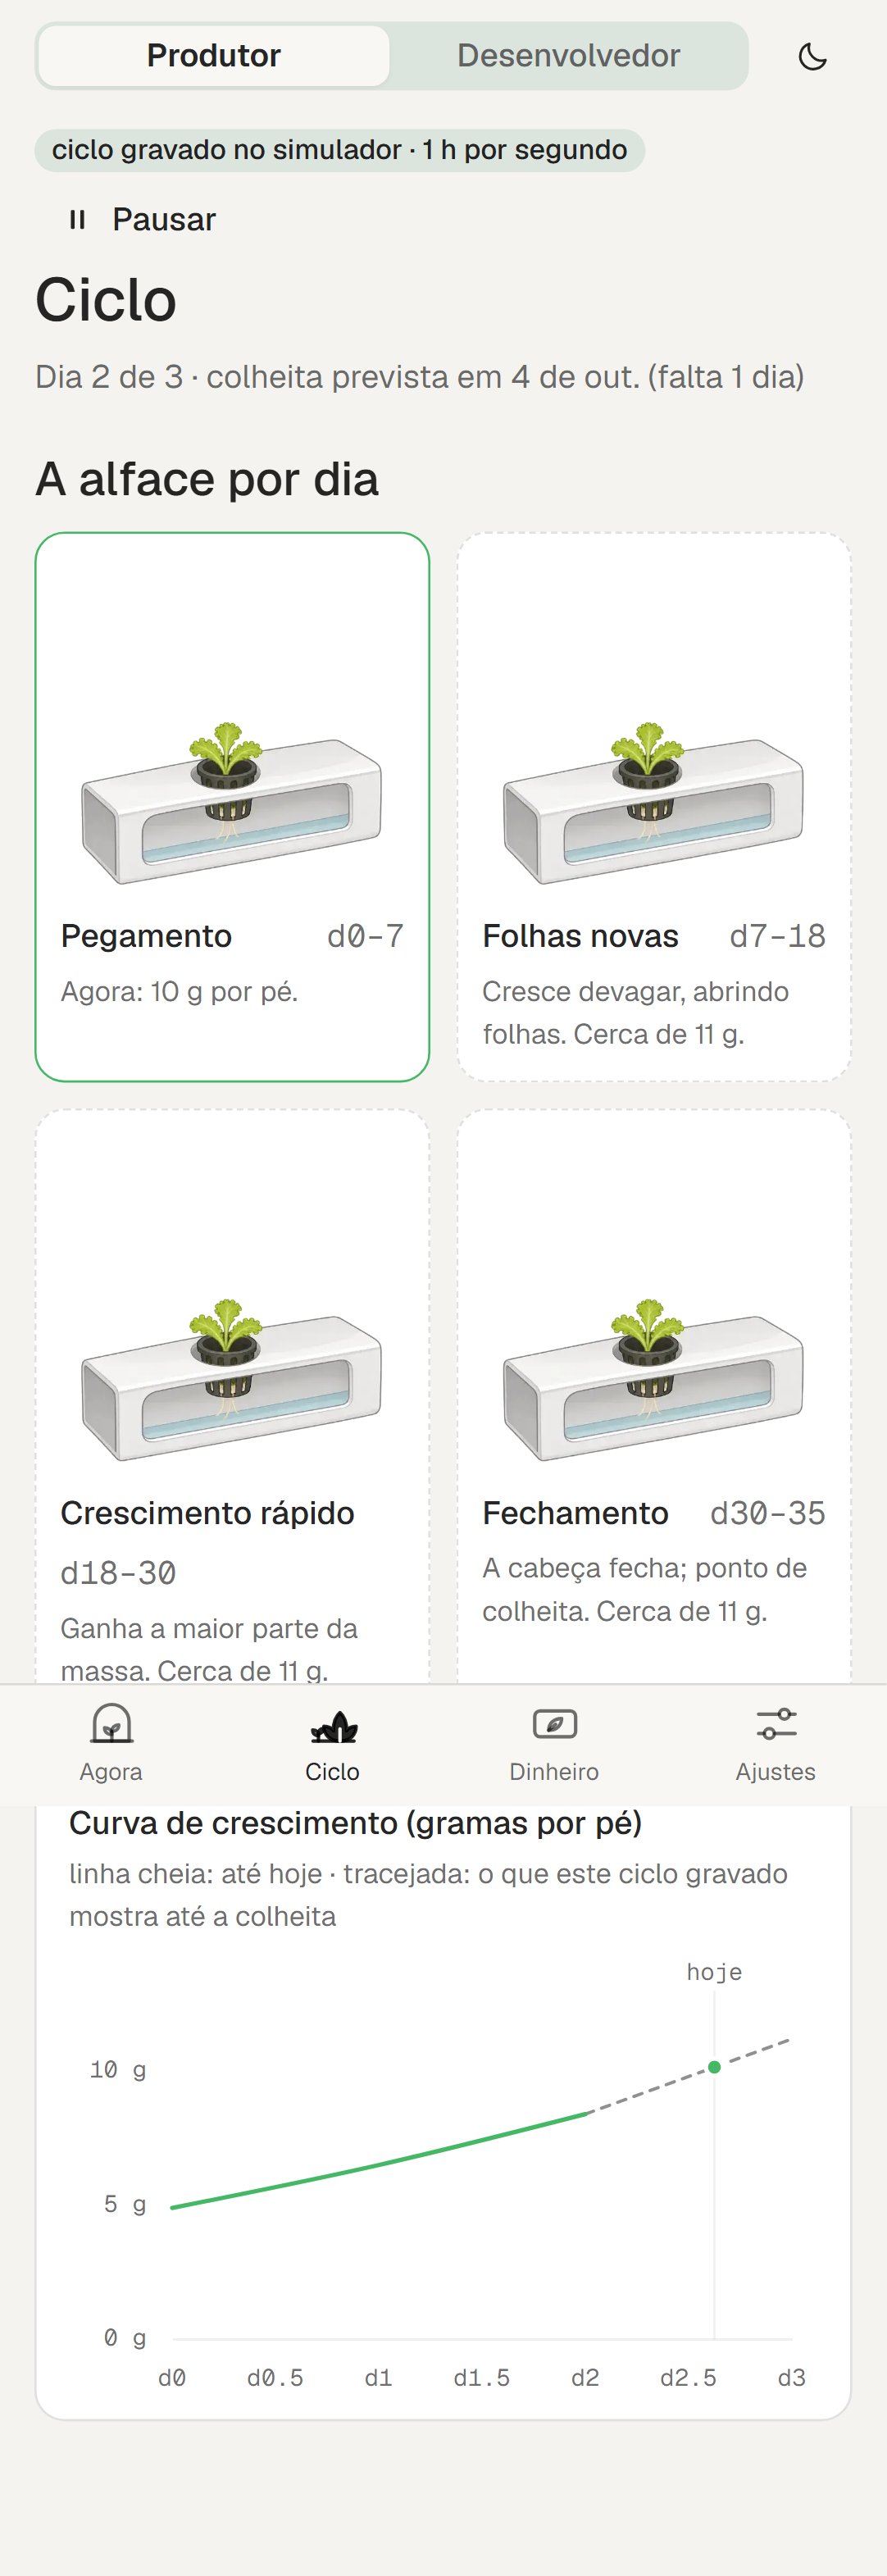 Produtor
Desenvolvedor
ciclo gravado no simulador · 1 h por segundo
Pausar
Ciclo
Dia 2 de 3 · colheita prevista em 4 de out. (falta 1 dia)
A alface por dia
Pegamento d0–7
Agora: 10 g por pé.
Folhas novas d7–18
Cresce devagar, abrindo
folhas. Cerca de 11 g.
Crescimento rápido
d18–30
Ganha a maior parte da
massa. Cerca de 11 g.
Fechamento d30–35
A cabeça fecha; ponto de
colheita. Cerca de 11 g.
Agora
Ciclo
Dinheiro
Ajustes
Curva de crescimento (gramas por pé)
linha cheia: até hoje · tracejada: o que este ciclo gravado
mostra até a colheita
hoje
10 g
5 g
0 g
d0 d0.5 d1 d1.5 d2 d2.5 d3